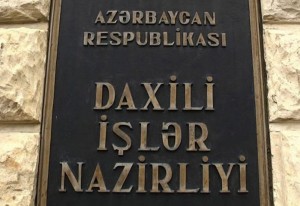 AZƏRBAYCAN
RESPUBLİKASI
DAXİLİ
İŞLƏR
NAZİRLİYİ